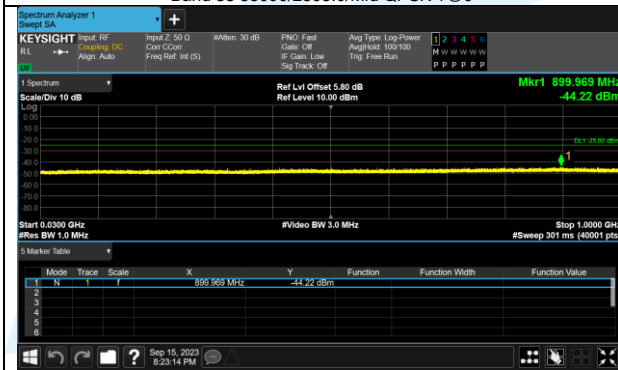 Spectrum Analyzer 1
Swept SA
+
KEYSIGHT Input: RF Input Z: 50 Ω #Atten: 30 dB PNO: Fast Avg Type: Log-Power 1 2 3 4 5 6
RL Coupling: DC Corr CCorr Gate: Off Avg|Hold: 100/100 M W W W W W
Align: Auto Freq Ref: Int (S) IF Gain: Low Trig: Free Run
Sig Track: Off P P P P P P
1 Spectrum
Ref Lvl Offset 5.80 dB Mkr1 899.969 MHz
Scale/Div 10 dB Ref Level 10.00 dBm -44.22 dBm
Log
0.00
-10.0
-20.0
DL1 -25.00 dBm
-30.0
-40.0
1
-50.0
-60.0
-70.0
-80.0
Start 0.0300 GHz #Video BW 3.0 MHz Stop 1.0000 GHz
#Res BW 1.0 MHz #Sweep 301 ms (40001 pts
5 Marker Table
Mode Trace Scale X Y Function Function Width Function Value
1 N 1 f 899.969 MHz -44.22 dBm
2
3
4
5
6
? Sep 15, 2023
8:23:14 PM